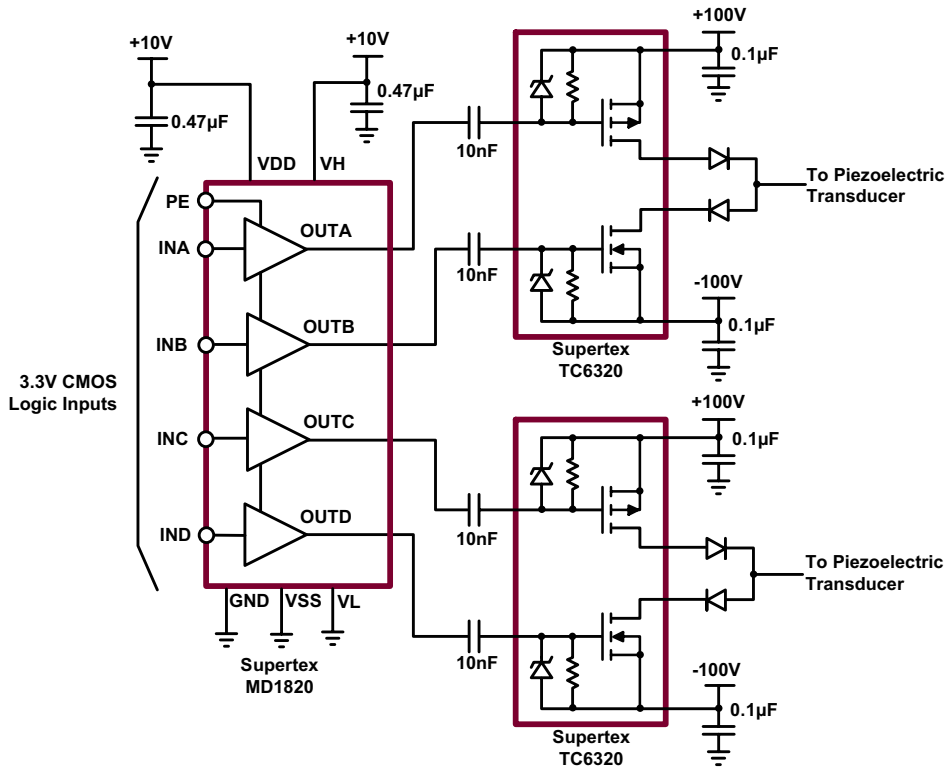 +10V
+10V
0.47µF
0.47µF
VDD
VH
PE
INA
INB
INC
IND
3.3V CMOS
Logic Inputs
OUTA
OUTB
OUTC
OUTD
GND
VSS
VL
Supertex
MD1820
10nF
10nF
10nF
10nF
+100V
0.1µF
To Piezoelectric
Transducer
-100V
0.1µF
Supertex
TC6320
+100V
0.1µF
To Piezoelectric
Transducer
-100V
0.1µF
Supertex
TC6320